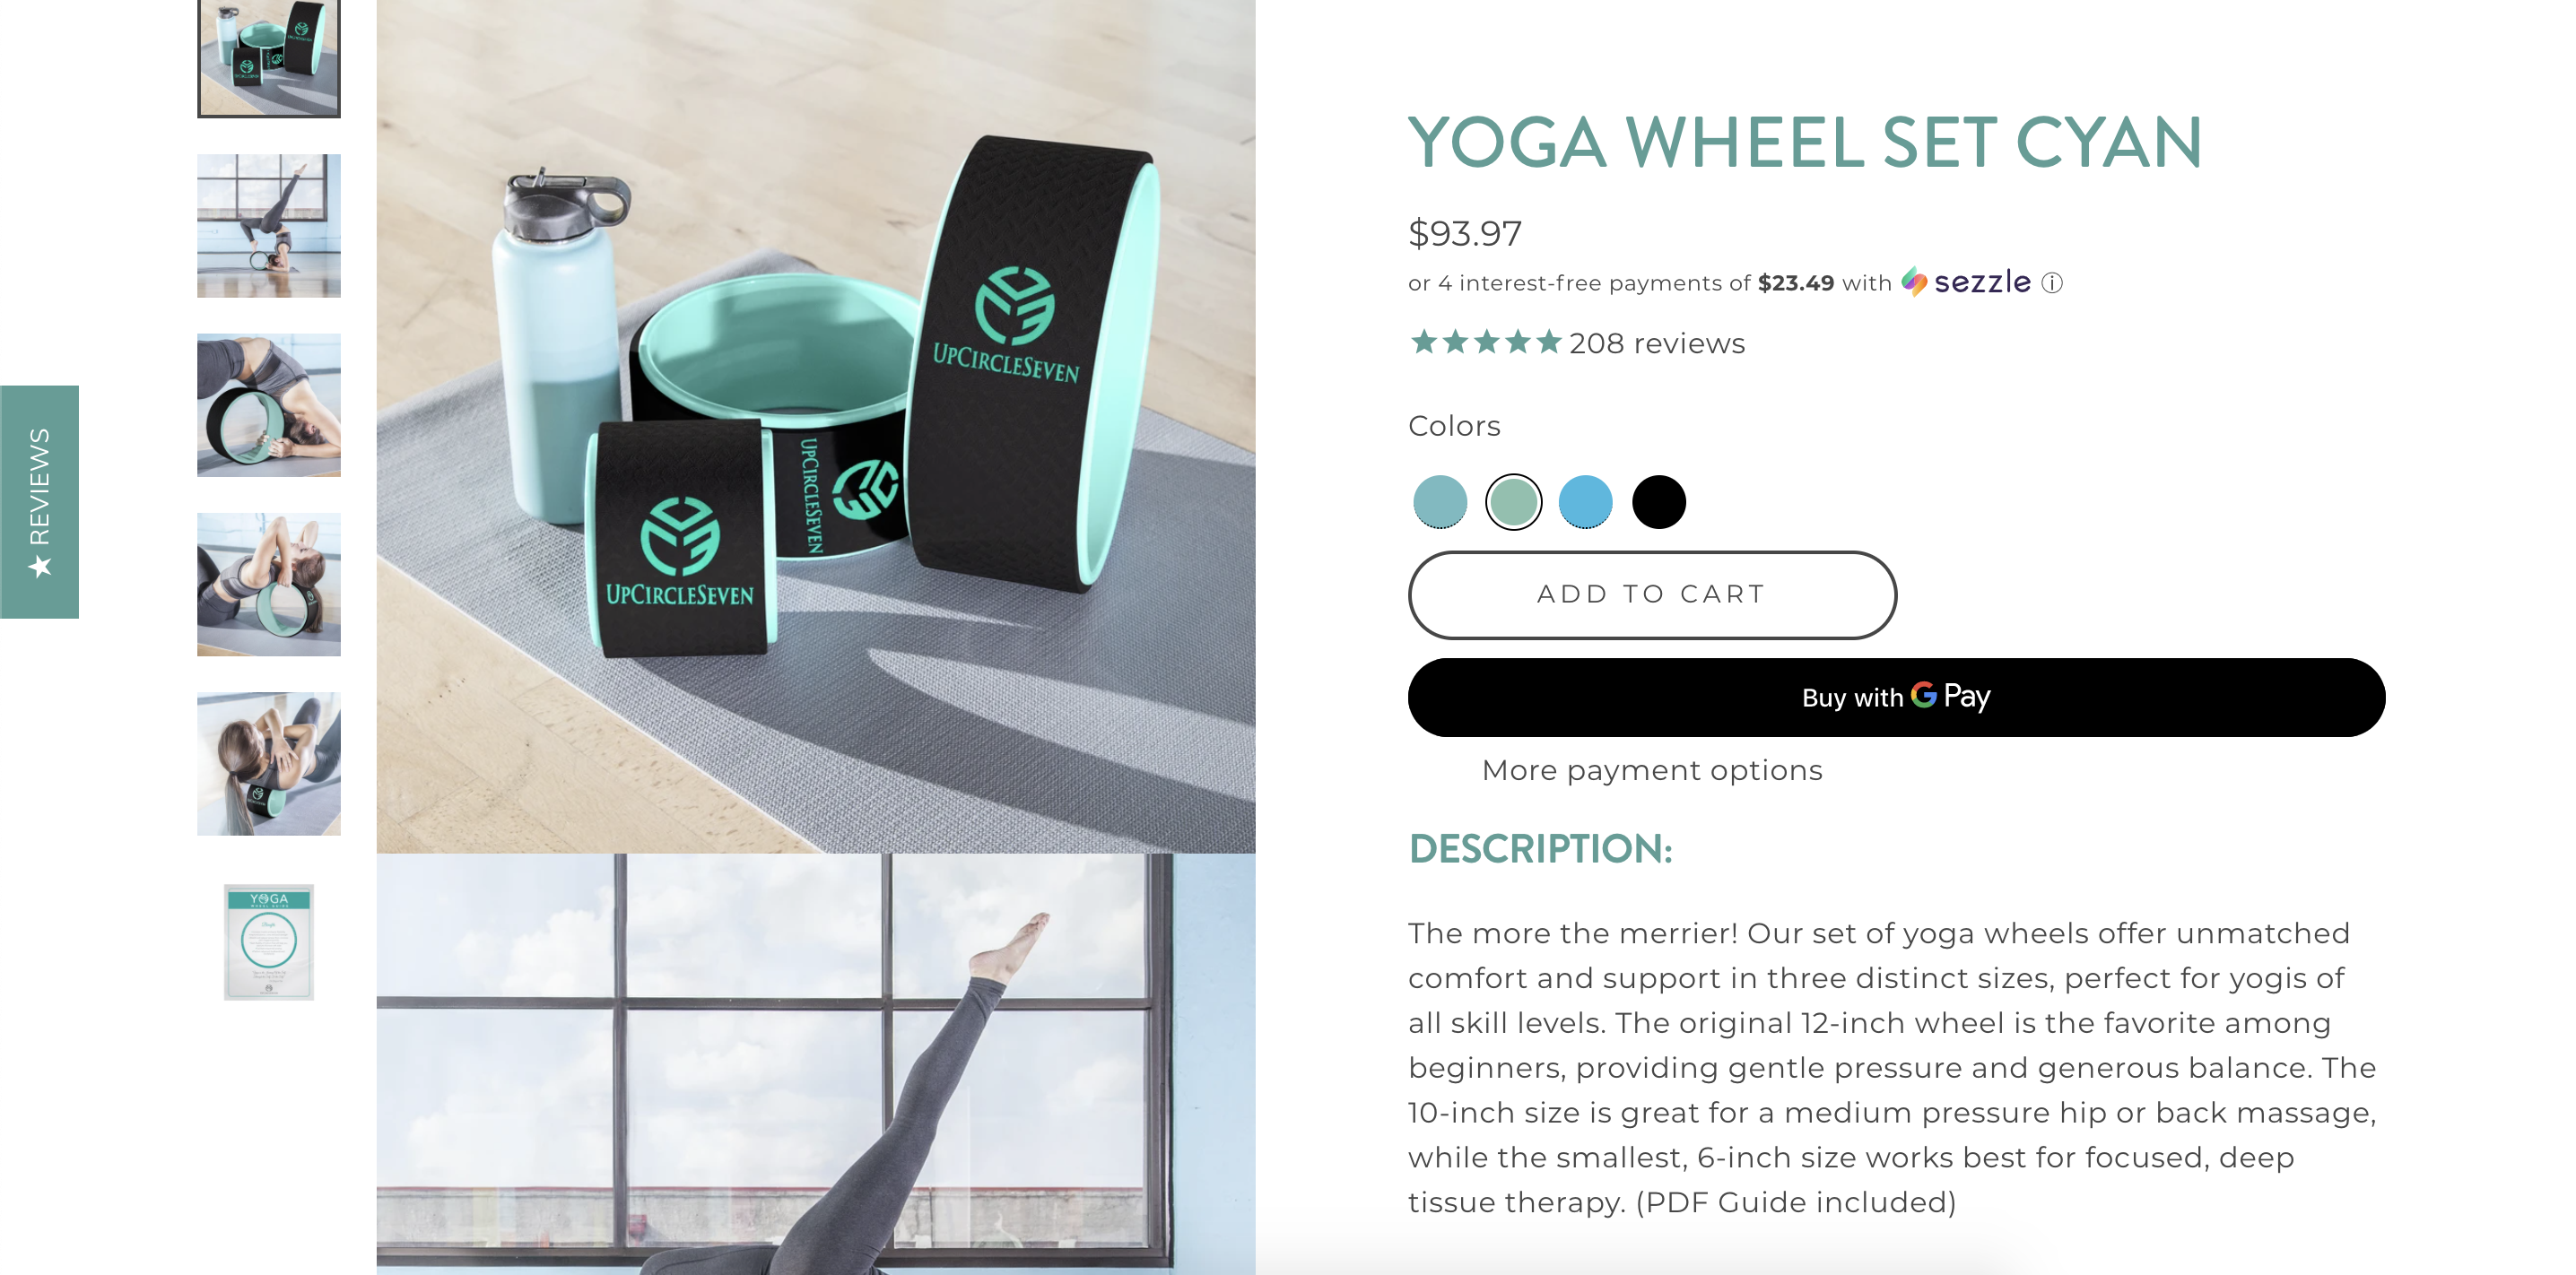 YOGA WHEEL SET CYAN
$93.97
or 4 interest-free payments of $23.49 with sezzle ⓘ
★★★★★ 208 reviews
Colors
ADD TO CART
Buy with G Pay
More payment options
DESCRIPTION:
The more the merrier! Our set of yoga wheels offer unmatched
comfort and support in three distinct sizes, perfect for yogis of
all skill levels. The original 12-inch wheel is the favorite among
beginners, providing gentle pressure and generous balance. The
10-inch size is great for a medium pressure hip or back massage,
while the smallest, 6-inch size works best for focused, deep
tissue therapy. (PDF Guide included)
★ REVIEWS
UPCIRCLESEVEN
UPCIRCLESEVEN
UPCIRCLESEVEN
YOGA